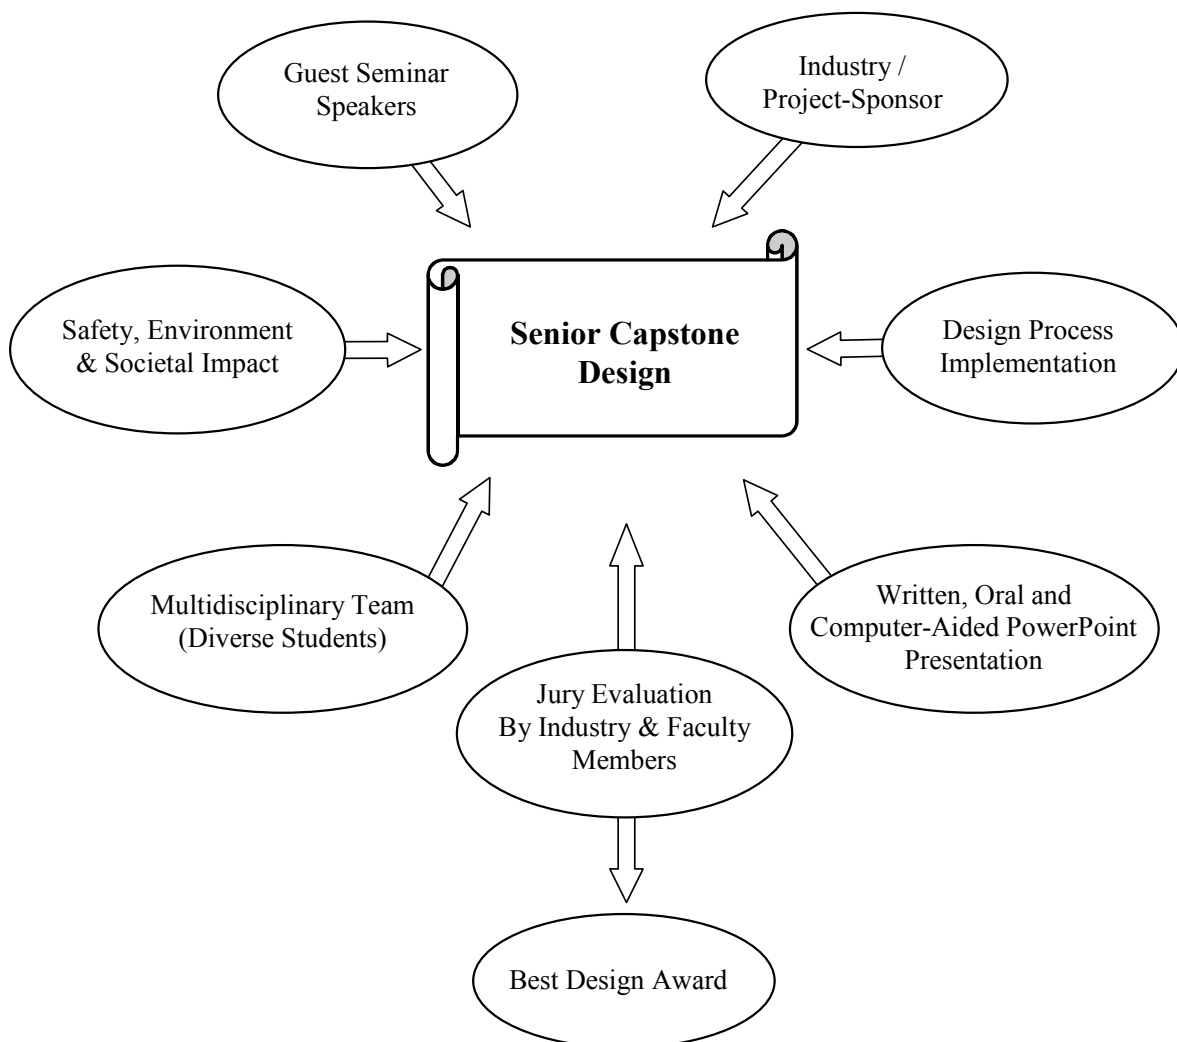 Guest Seminar
Speakers
Industry /
Project-Sponsor
Safety, Environment
& Societal Impact
Senior Capstone
Design
Design Process
Implementation
Multidisciplinary Team
(Diverse Students)
Written, Oral and
Computer-Aided PowerPoint
Presentation
Jury Evaluation
By Industry & Faculty
Members
Best Design Award